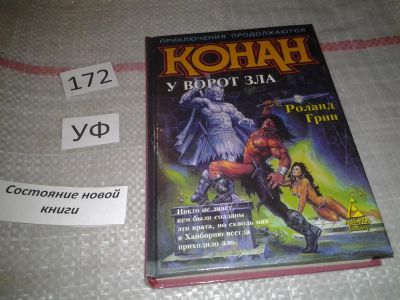 ПРИКЛЮЧЕНИЯ ПРОДОЛЖАЮТСЯ
КОНАН
У ВОРОТ ЗЛА
Роланд
Грин
172
УФ
Состояние новой
книги
Никто не знает,
кем были созданы
эти врата, но сквозь них
в Хайборию всегда
приходило зло.